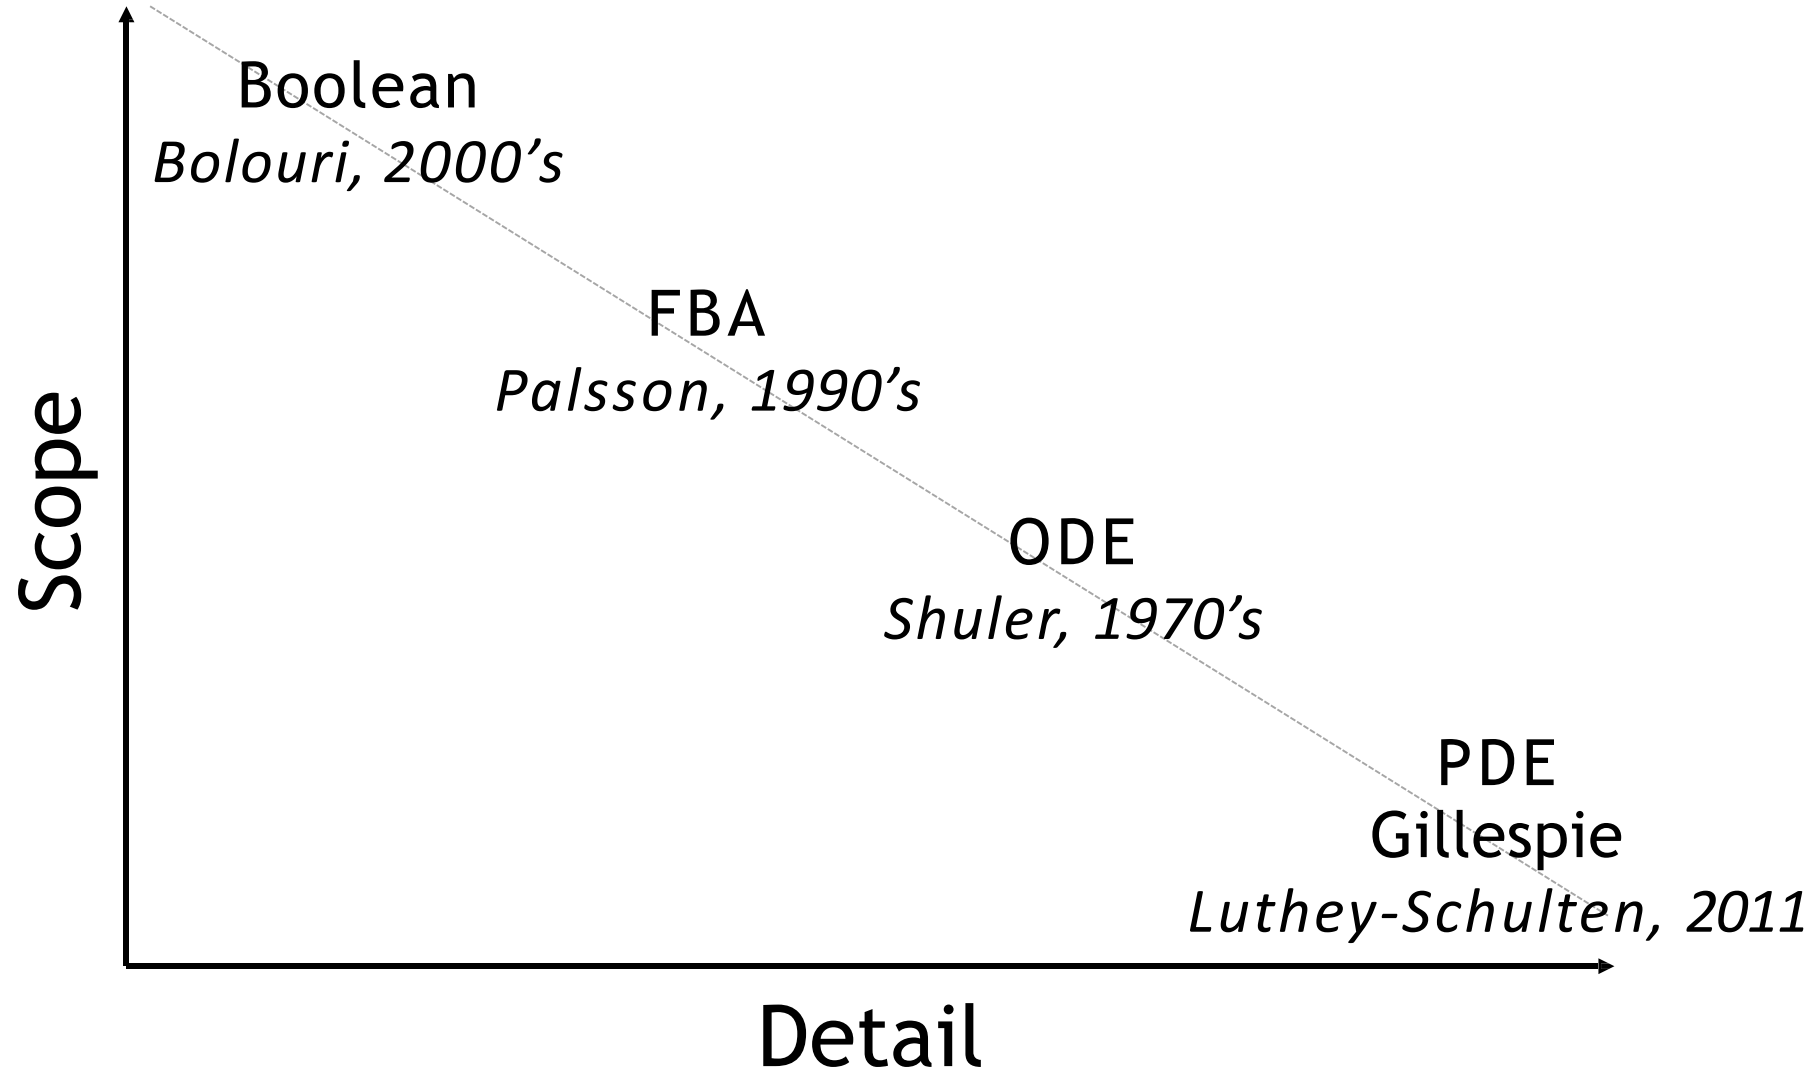 Boolean
Bolouri, 2000’s
FBA
Palsson, 1990’s
ODE
Shuler, 1970’s
PDE
Gillespie
Luthey-Schulten, 2011
Scope
Detail